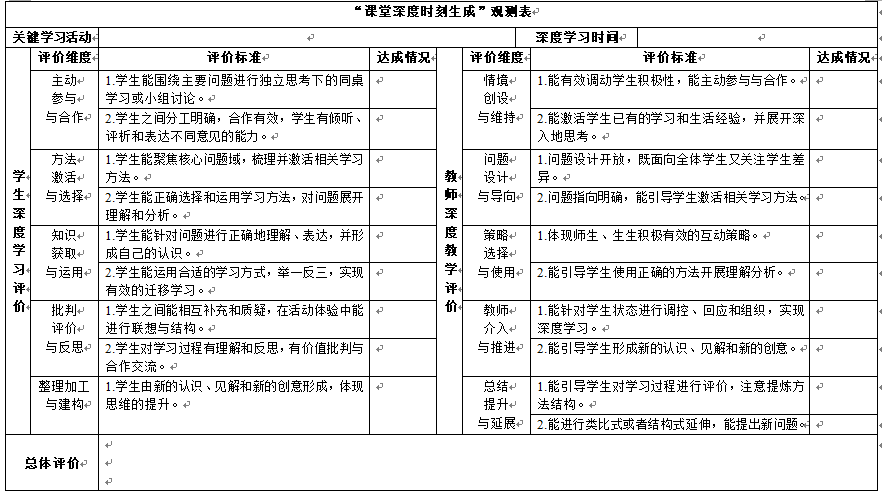 “课堂深度时刻生成”观测表
关键学习活动
深度学习时间
评价维度
评价标准
达成情况
评价维度
评价标准
达成情况
学生深度学习评价
主动
参与
与合作
1.学生能围绕主要问题进行独立思考下的同桌
学习或小组讨论。
2.学生之间分工明确，合作有效，学生有倾听、
评析和表达不同意见的能力。
方法
激活
与选择
1.学生能聚焦核心问题域，梳理并激活相关学习
方法。
2.学生能正确选择和运用学习方法，对问题展开
理解和分析。
知识
获取
与运用
1.学生能针对问题进行正确地理解、表达，并形
成自己的认识。
2.学生能运用合适的学习方式，举一反三，实现
有效的迁移学习。
批判
评价
与反思
1.学生之间能相互补充和质疑，在活动体验中能
进行联想与结构。
2.学生对学习过程有理解和反思，有价值批判与
合作交流。
整理加工
与建构
1.学生由新的认识、见解和新的创意形成，体现
思维的提升。
教师深度教学评价
情境
创设
与维持
1.能有效调动学生积极性，能主动参与与合作。
2.能激活学生已有的学习和生活经验，并展开深
入地思考。
问题
设计
与导向
1.问题设计开放，既面向全体学生又关注学生差
异。
2.问题指向明确，能引导学生激活相关学习方法。
策略
选择
与使用
1.体现师生、生生积极有效的互动策略。
2.能引导学生使用正确的方法开展理解分析。
教师
介入
与推进
1.能针对学生状态进行调控、回应和组织，实现
深度学习。
2.能引导学生形成新的认识、见解和新的创意。
总结
提升
与延展
1.能引导学生对学习过程进行评价，注意提炼方
法结构。
2.能进行类比式或者结构式延伸，能提出新问题。
总体评价